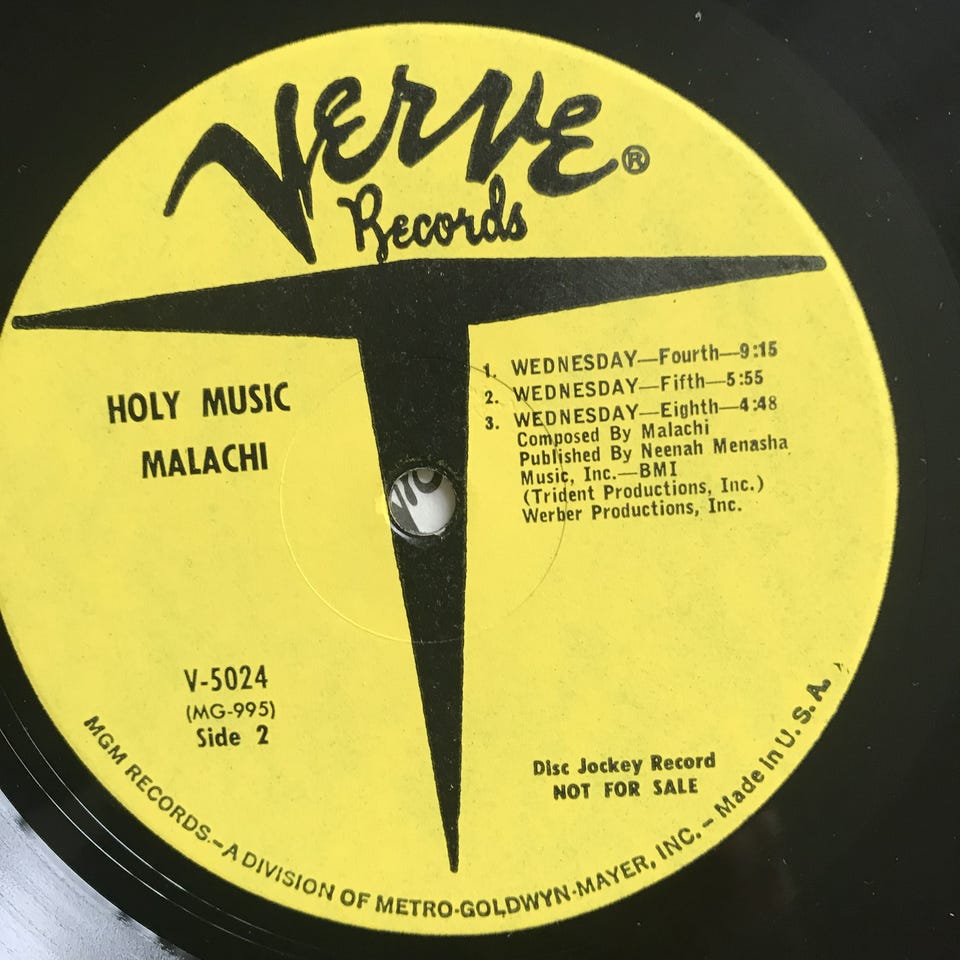 Verve ®
Records
HOLY MUSIC
MALACHI
1. WEDNESDAY—Fourth—9:15
2. WEDNESDAY—Fifth—5:55
3. WEDNESDAY—Eighth—4:48
Composed By Malachi
Published By Neenah Menasha
Music, Inc.—BMI
(Trident Productions, Inc.)
Werber Productions, Inc.
V-5024
(MG-995)
Side 2
Disc Jockey Record
NOT FOR SALE
MGM RECORDS.–A DIVISION OF METRO-GOLDWYN-MAYER, INC. – Made in U.S.A.